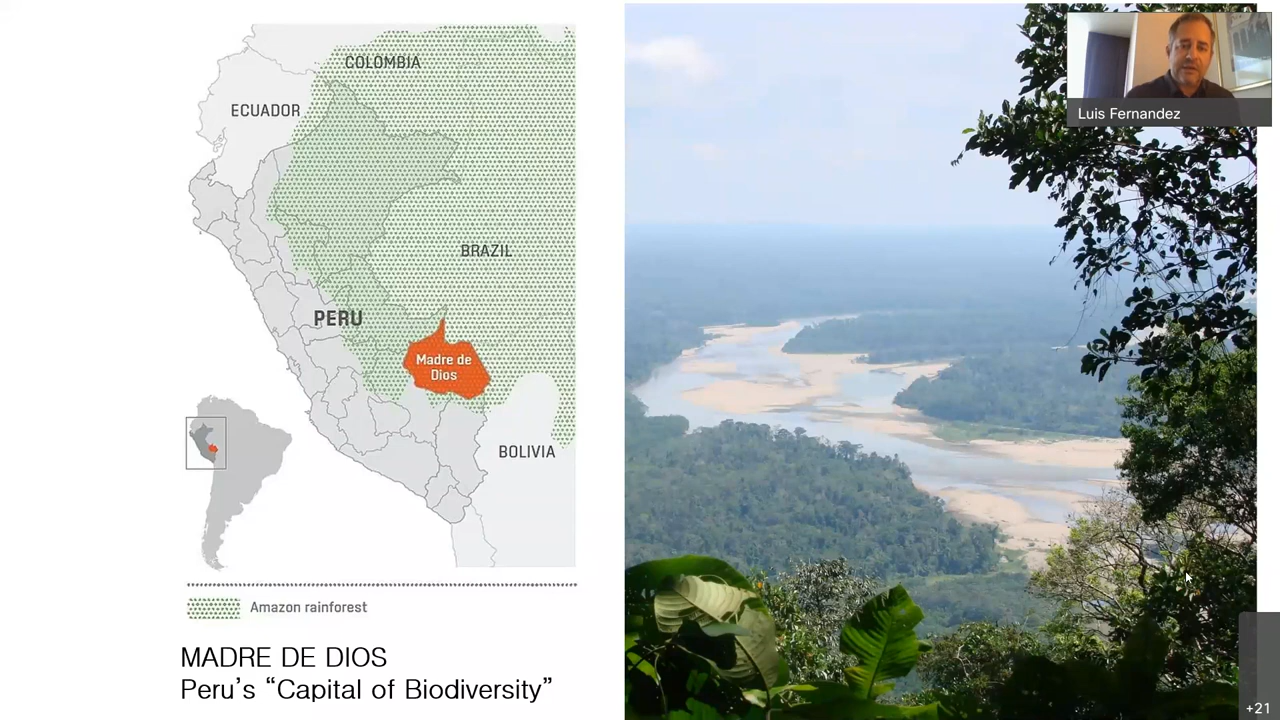 COLOMBIA
ECUADOR
BRAZIL
PERU
Madre de
Dios
BOLIVIA
Amazon rainforest
MADRE DE DIOS
Peru’s “Capital of Biodiversity”
Luis Fernandez
+21